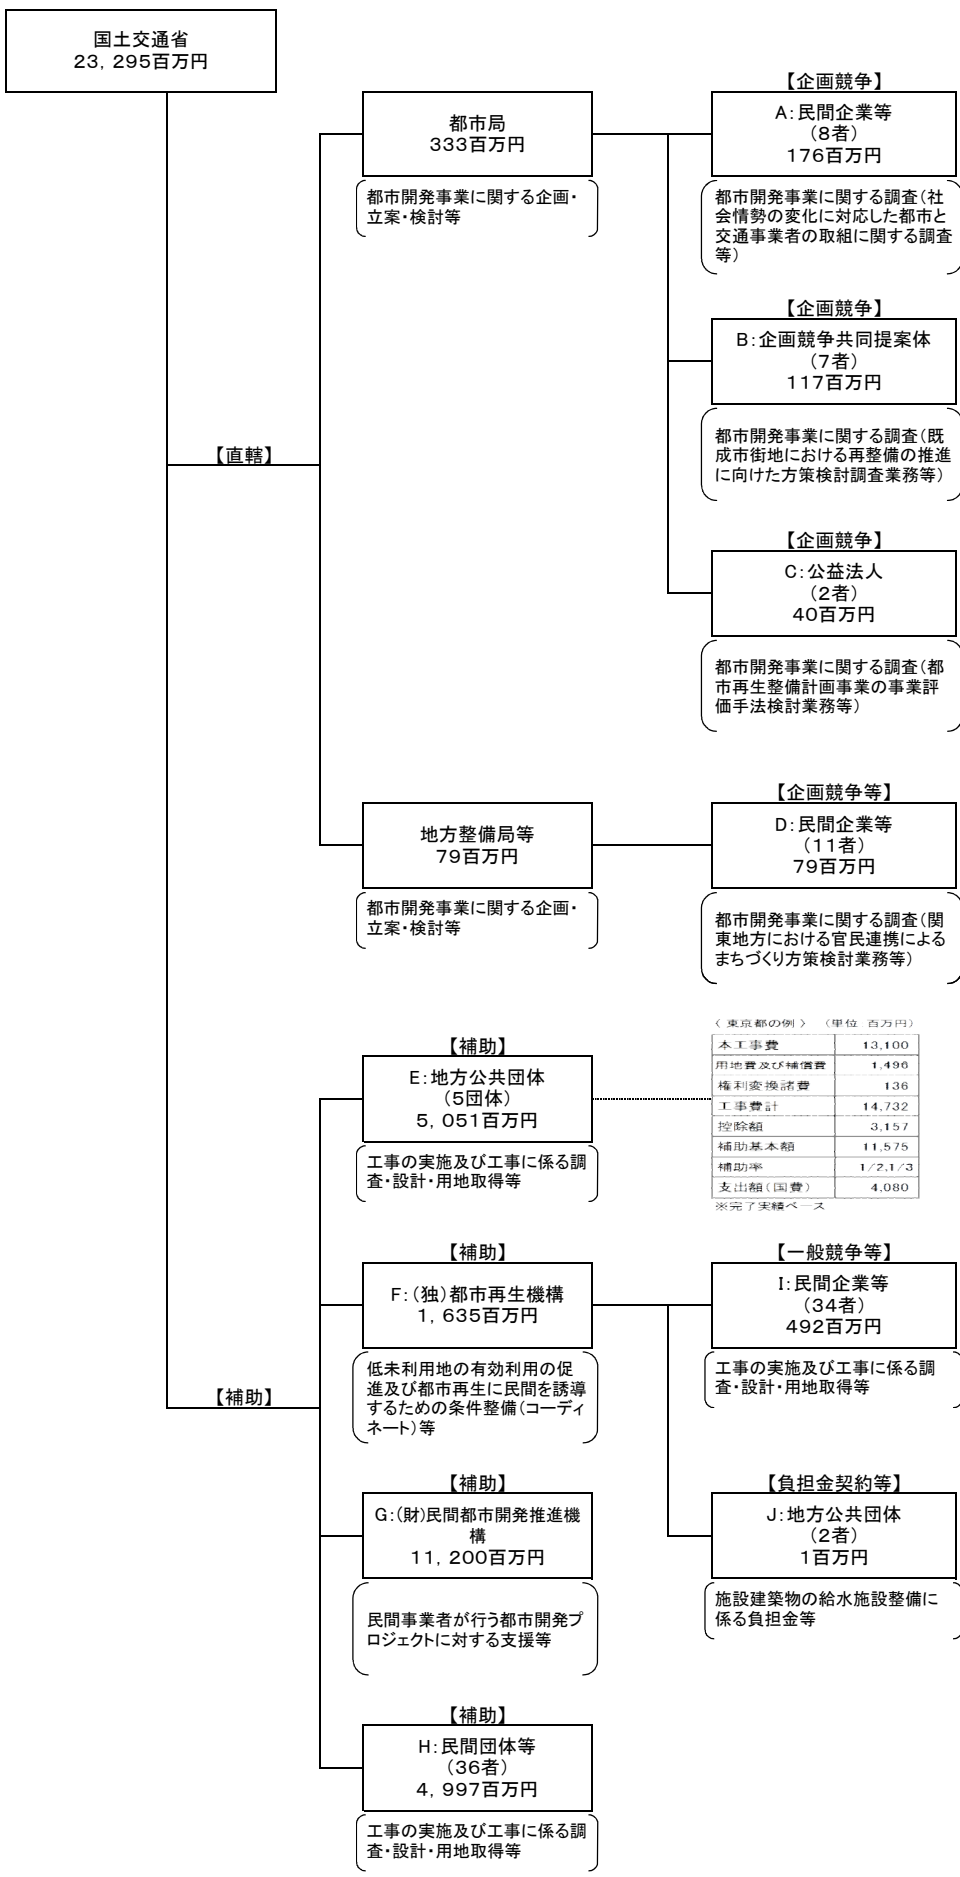 国土交通省
23,295百万円
【直轄】
都市局
333百万円
都市開発事業に関する企画・
立案・検討等
【企画競争】
A:民間企業等
(8者)
176百万円
都市開発事業に関する調査(社
会情勢の変化に対応した都市と
交通事業者の取組に関する調査
等)
【企画競争】
B:企画競争共同提案体
(7者)
117百万円
都市開発事業に関する調査(既
成市街地における再整備の推進
に向けた方策検討調査業務等)
【企画競争】
C:公益法人
(2者)
40百万円
都市開発事業に関する調査(都
市再生整備計画事業の事業評
価手法検討業務等)
地方整備局等
79百万円
都市開発事業に関する企画・
立案・検討等
【企画競争等】
D:民間企業等
(11者)
79百万円
都市開発事業に関する調査(関
東地方における官民連携による
まちづくり方策検討業務等)
【補助】
【補助】
E:地方公共団体
(5団体)
5,051百万円
工事の実施及び工事に係る調
査・設計・用地取得等
〈東京都の例〉 (単位 百万円)
本工事費 13,100
用地費及び補償費 1,496
権利変換諸費 136
工事費計 14,732
控除額 3,157
補助基本額 11,575
補助率 1/2,1/3
支出額(国費) 4,080
※完了実績ベース
【補助】
F:(独)都市再生機構
1,635百万円
低未利用地の有効利用の促
進及び都市再生に民間を誘導
するための条件整備(コーディ
ネート)等
【一般競争等】
I:民間企業等
(34者)
492百万円
工事の実施及び工事に係る調
査・設計・用地取得等
【負担金契約等】
J:地方公共団体
(2者)
1百万円
施設建築物の給水施設整備に
係る負担金等
【補助】
G:(財)民間都市開発推進機
構
11,200百万円
民間事業者が行う都市開発プ
ロジェクトに対する支援等
【補助】
H:民間団体等
(36者)
4,997百万円
工事の実施及び工事に係る調
査・設計・用地取得等